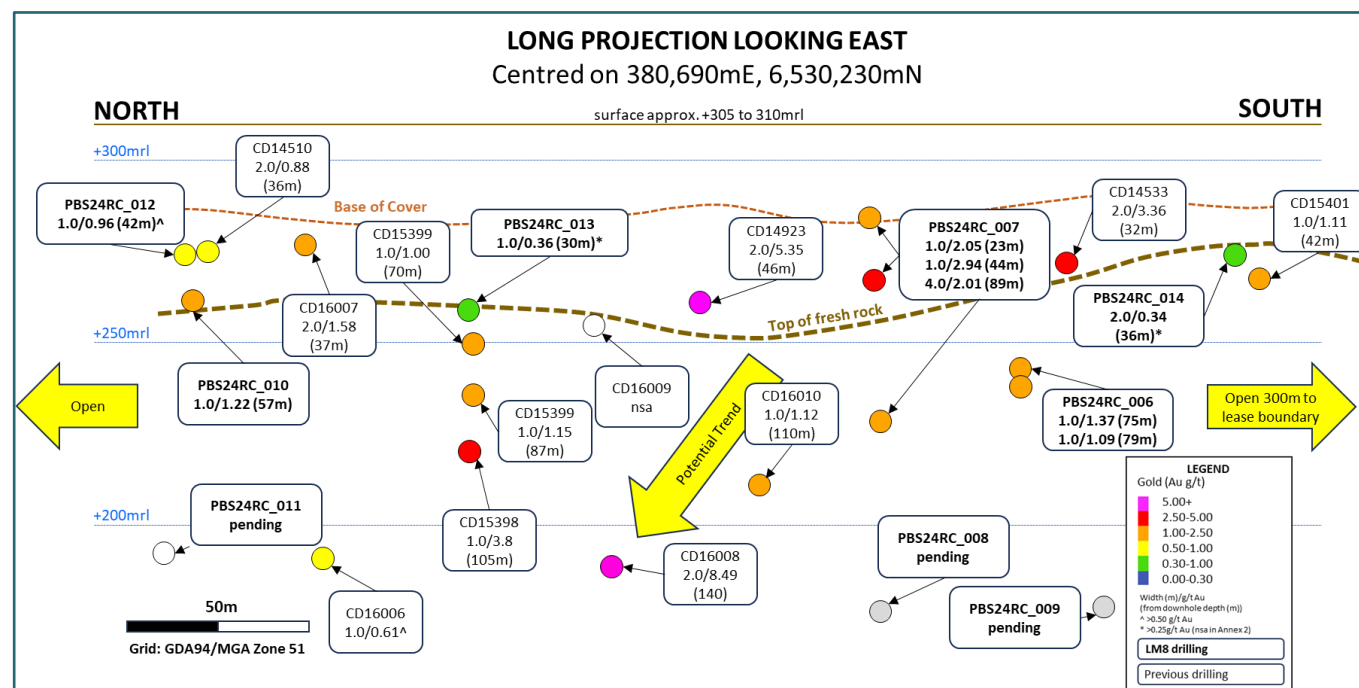 LONG PROJECTION LOOKING EAST
Centred on 380,690mE, 6,530,230mN
NORTH
surface approx. +305 to 310mrl
SOUTH
+300mrl
CD14510
2.0/0.88
(36m)
PBS24RC_012
1.0/0.96 (42m)^
Base of Cover
CD15399
1.0/1.00
(70m)
PBS24RC_013
1.0/0.36 (30m)*
CD14923
2.0/5.35
(46m)
PBS24RC_007
1.0/2.05 (23m)
1.0/2.94 (44m)
4.0/2.01 (89m)
CD14533
2.0/3.36
(32m)
CD15401
1.0/1.11
(42m)
CD16007
2.0/1.58
(37m)
Top of fresh rock
PBS24RC_014
2.0/0.34
(36m)*
+250mrl
PBS24RC_010
1.0/1.22 (57m)
CD16009
nsa
Open
CD15399
1.0/1.15
(87m)
Potential Trend
CD16010
1.0/1.12
(110m)
PBS24RC_006
1.0/1.37 (75m)
1.0/1.09 (79m)
Open 300m to
lease boundary
+200mrl
PBS24RC_011
pending
CD15398
1.0/3.8
(105m)
CD16008
2.0/8.49
(140)
PBS24RC_008
pending
PBS24RC_009
pending
CD16006
1.0/0.61^
50m
Grid: GDA94/MGA Zone 51
LEGEND
Gold (Au g/t)
5.00+
2.50-5.00
1.00-2.50
0.50-1.00
0.30-1.00
0.00-0.30
Width (m)/g/t Au
(from downhole depth (m))
^ >0.50 g/t Au
* >0.25g/t Au (nsa in Annex 2)
LM8 drilling
Previous drilling